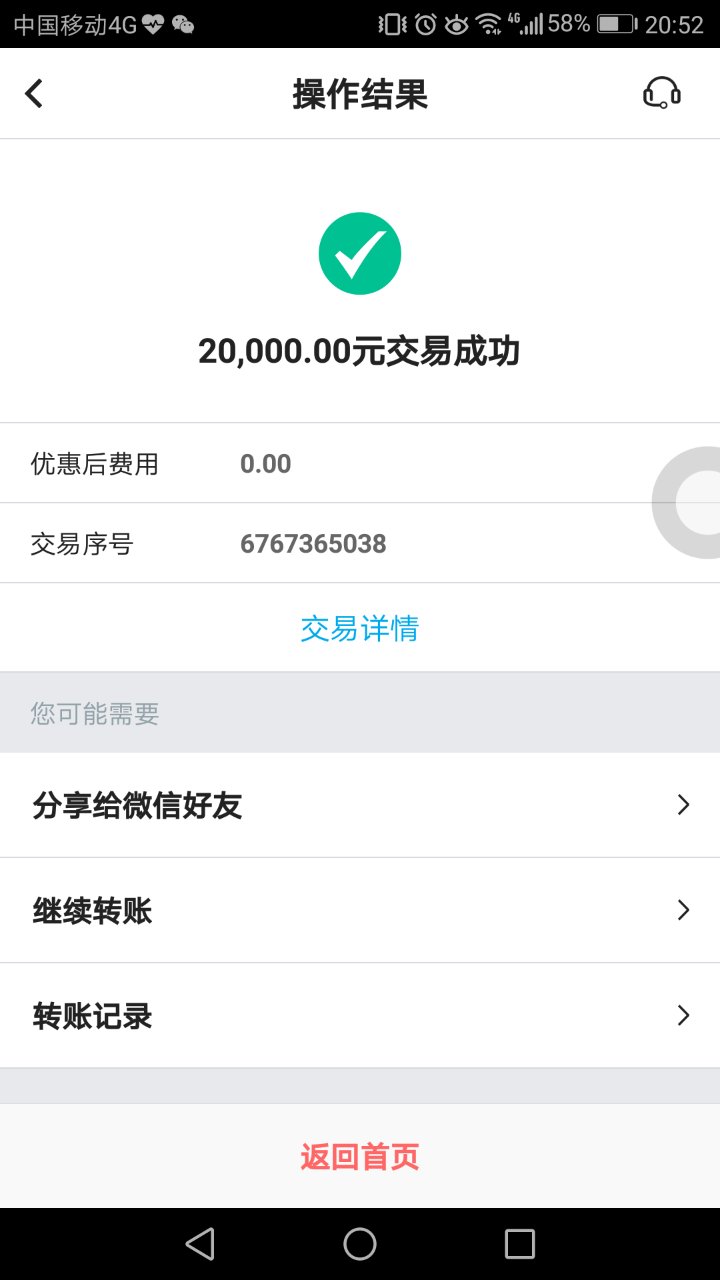 中国移动4G 4G 58% 20:52
操作结果
20,000.00元交易成功
优惠后费用 0.00
交易序号 6767365038
交易详情
您可能需要
分享给微信好友
继续转账
转账记录
返回首页